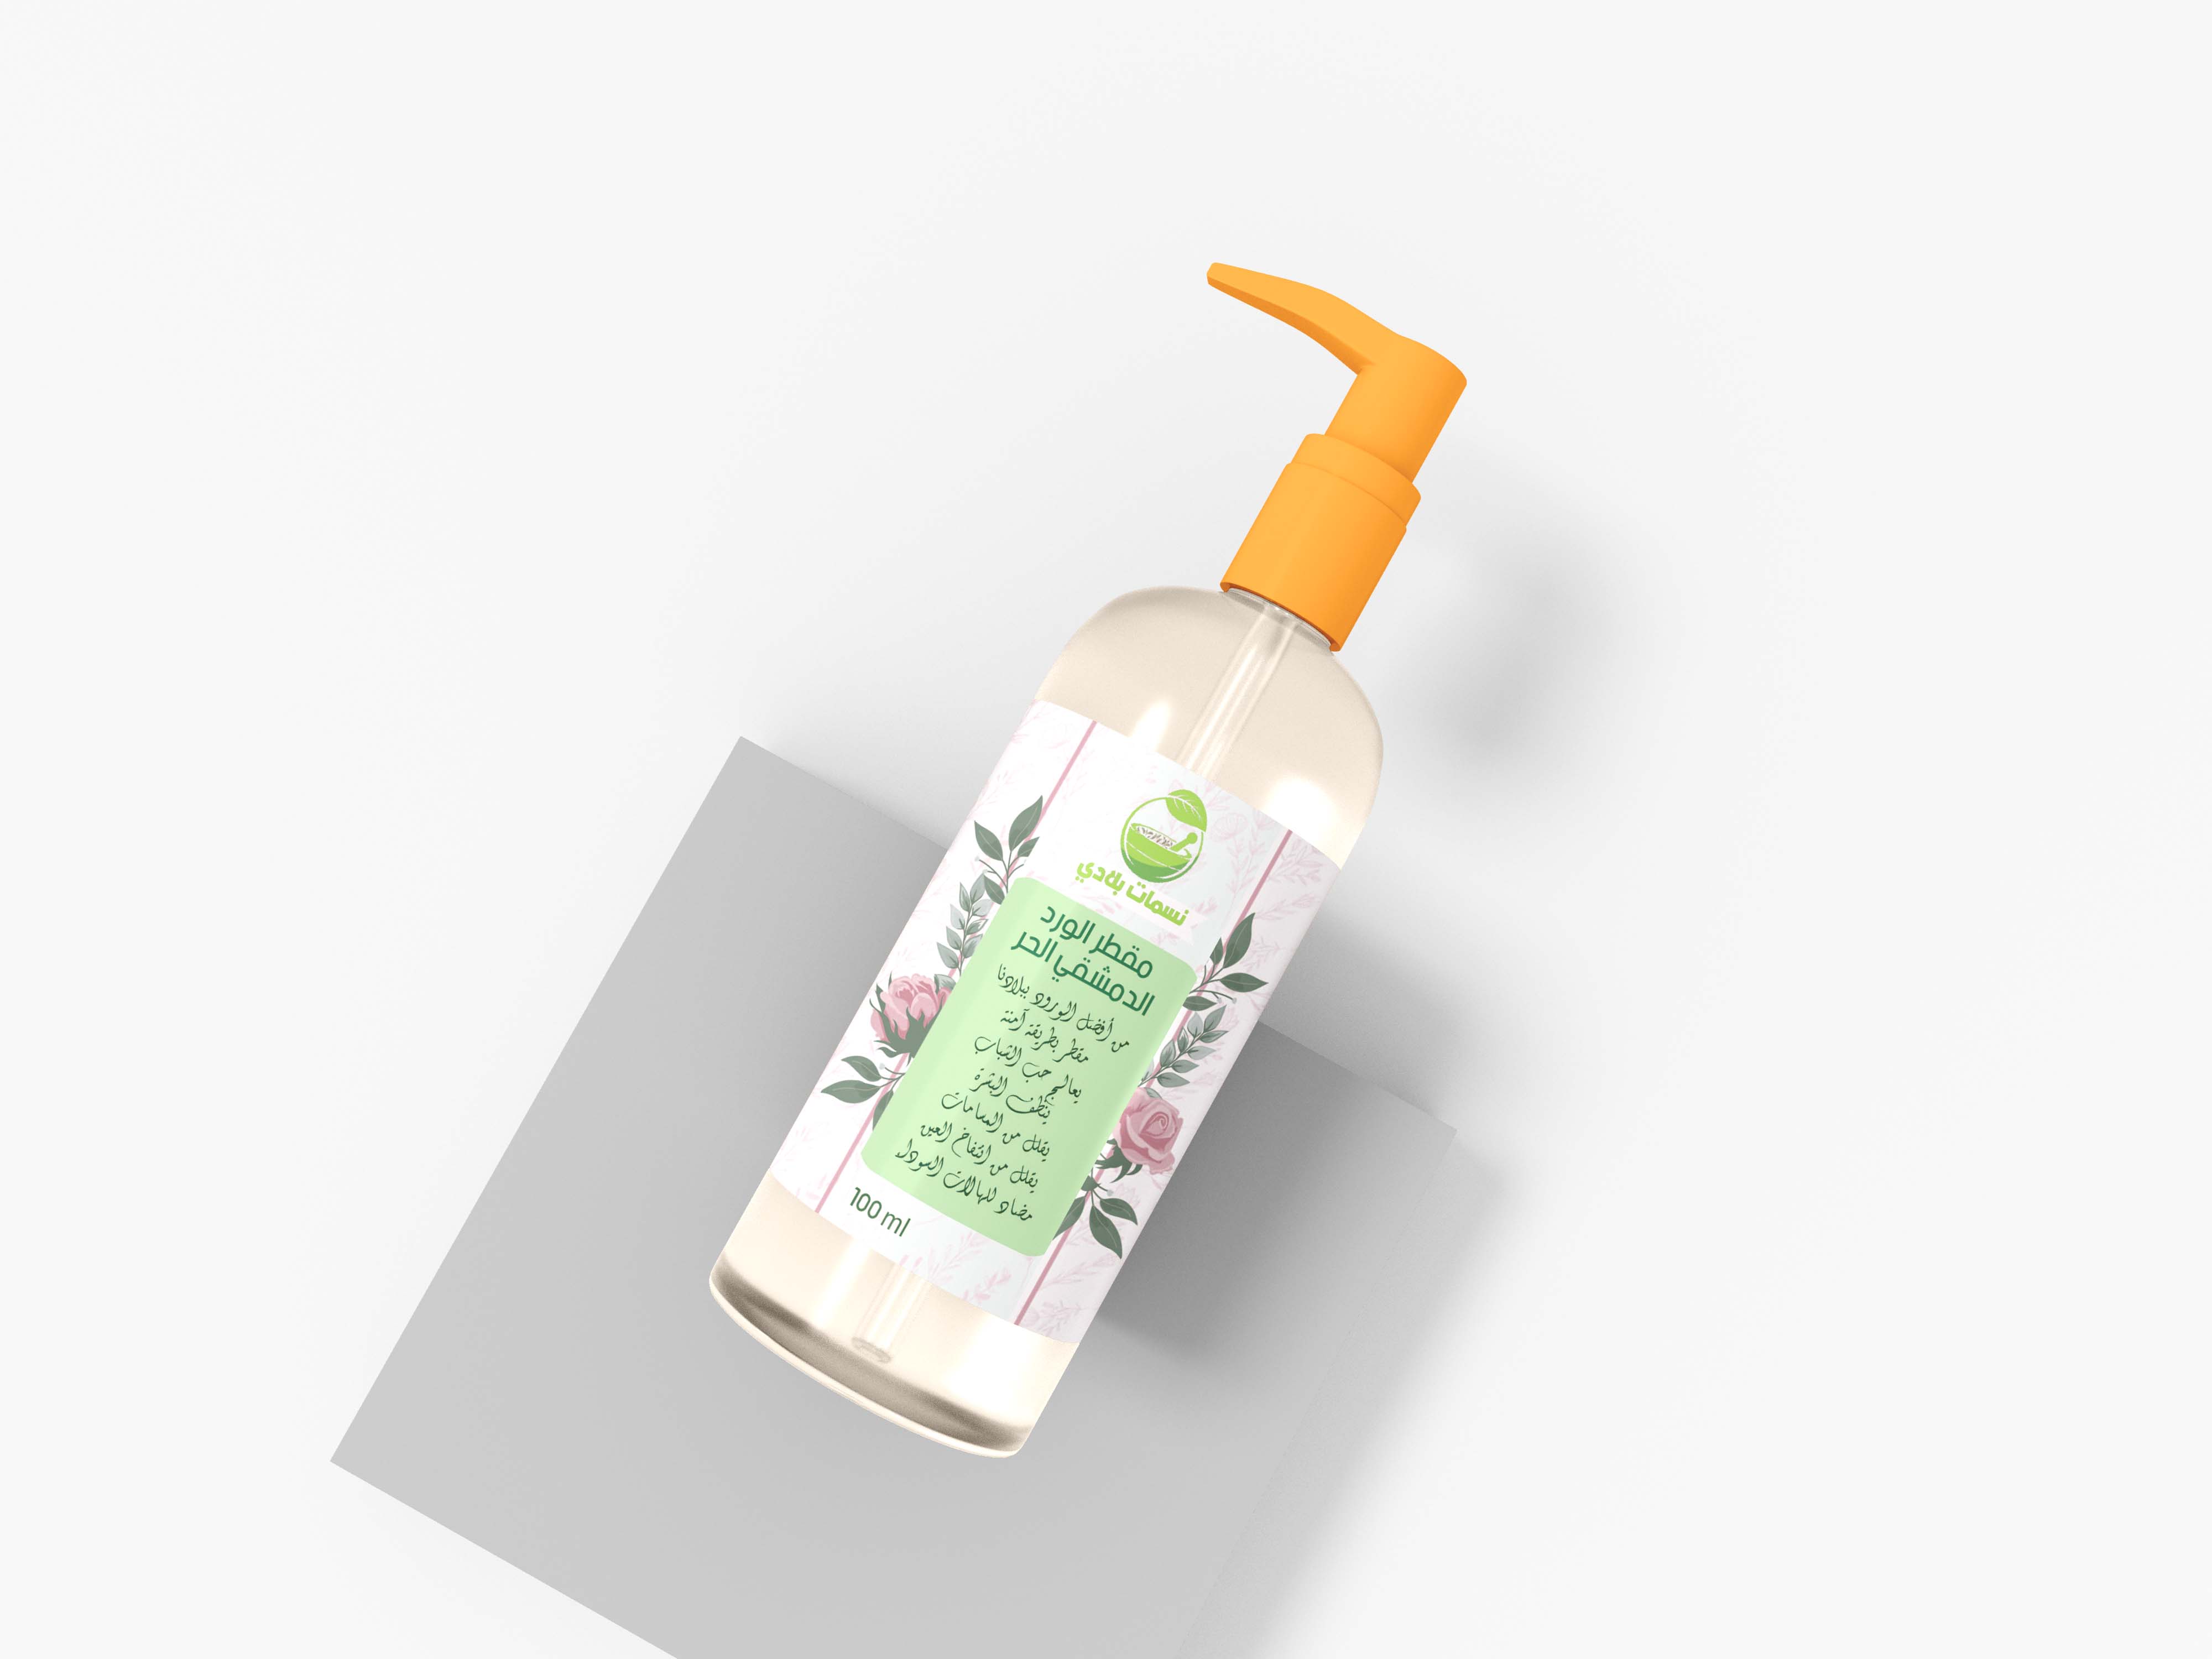 نسمات بلادي
مقطر الورد
الدمشقي الحر
من أفضل الورود ببلادنا
مقطر بطريقة آمنة
يعالج حب الشباب
ينظف البشرة
يقلل من المسامات
يقلل من انتفاخ العين
مضاد للهالات السوداء
100 ml